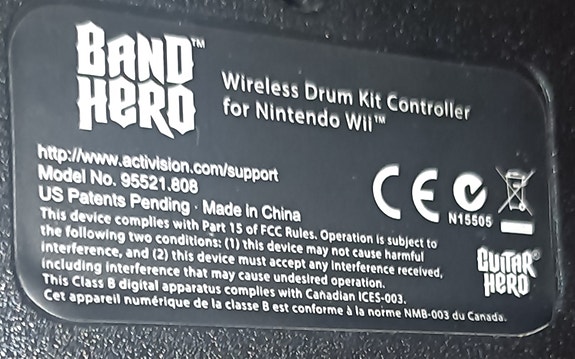 BAND HERO™
Wireless Drum Kit Controller
for Nintendo Wii™
http://www.activision.com/support
Model No. 95521.808
US Patents Pending · Made in China
CE
N15505
This device complies with Part 15 of FCC Rules. Operation is subject to
the following two conditions: (1) this device may not cause harmful
interference, and (2) this device must accept any interference received,
including interference that may cause undesired operation.
This Class B digital apparatus complies with Canadian ICES-003.
Cet appareil numérique de la classe B est conforme à la norme NMB-003 du Canada.
GUITAR HERO®